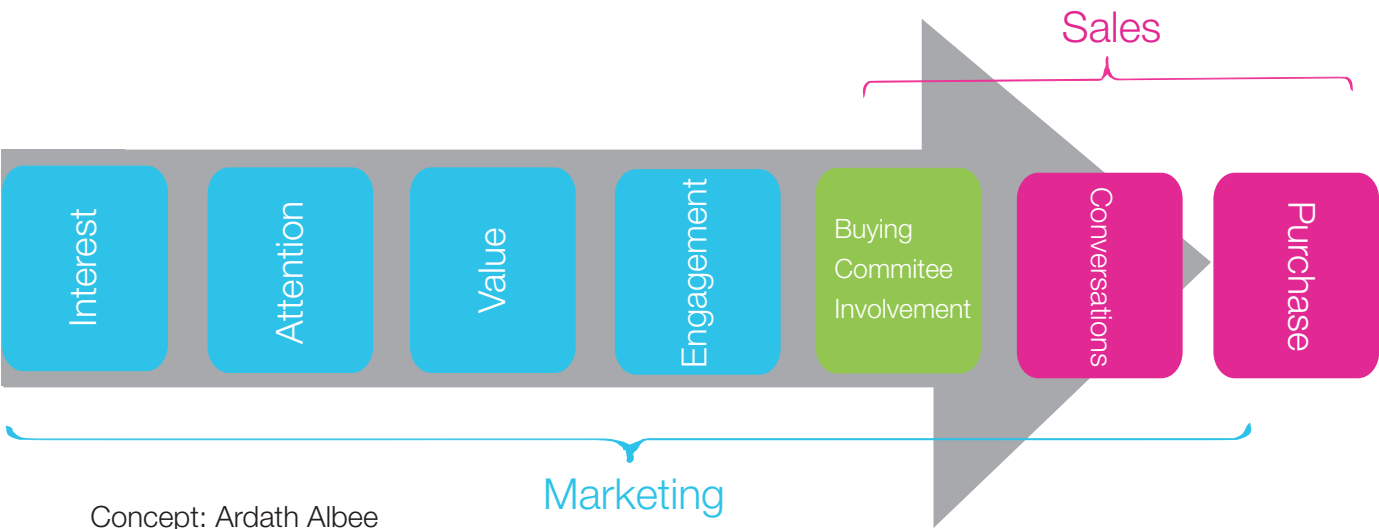 Sales
Interest
Attention
Value
Engagement
Buying
Commitee
Involvement
Conversations
Purchase
Marketing
Concept: Ardath Albee